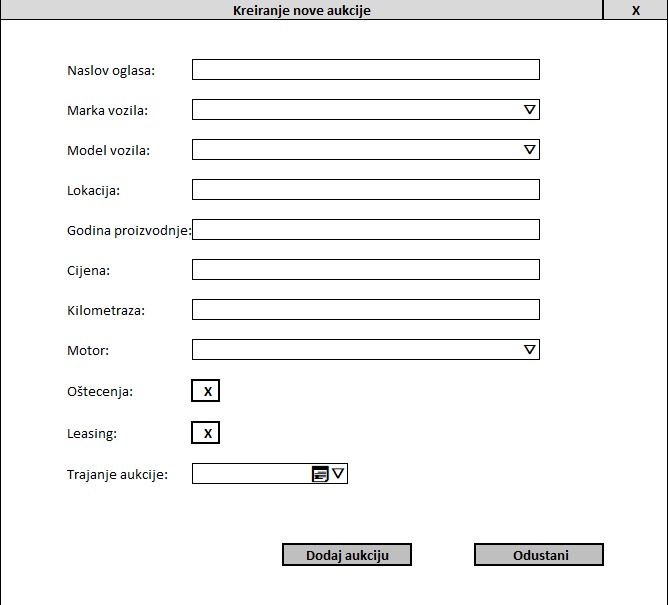 Kreiranje nove aukcije X
Naslov oglasa:
Marka vozila:
Model vozila:
Lokacija:
Godina proizvodnje:
Cijena:
Kilometraza:
Motor:
Oštecenja: X
Leasing: X
Trajanje aukcije:
Dodaj aukciju Odustani